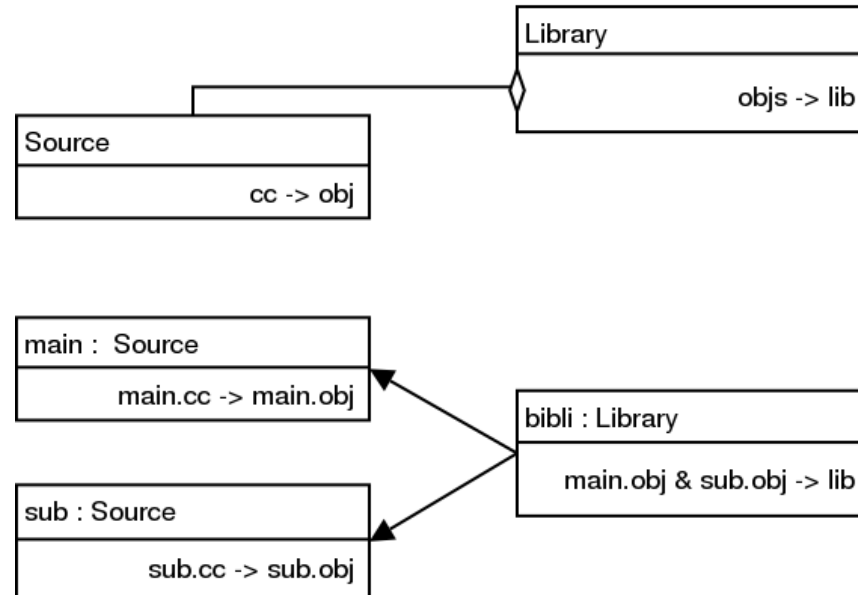 Library
objs -> lib
Source
cc -> obj
main :  Source
main.cc -> main.obj
bibli : Library
main.obj & sub.obj -> lib
sub : Source
sub.cc -> sub.obj